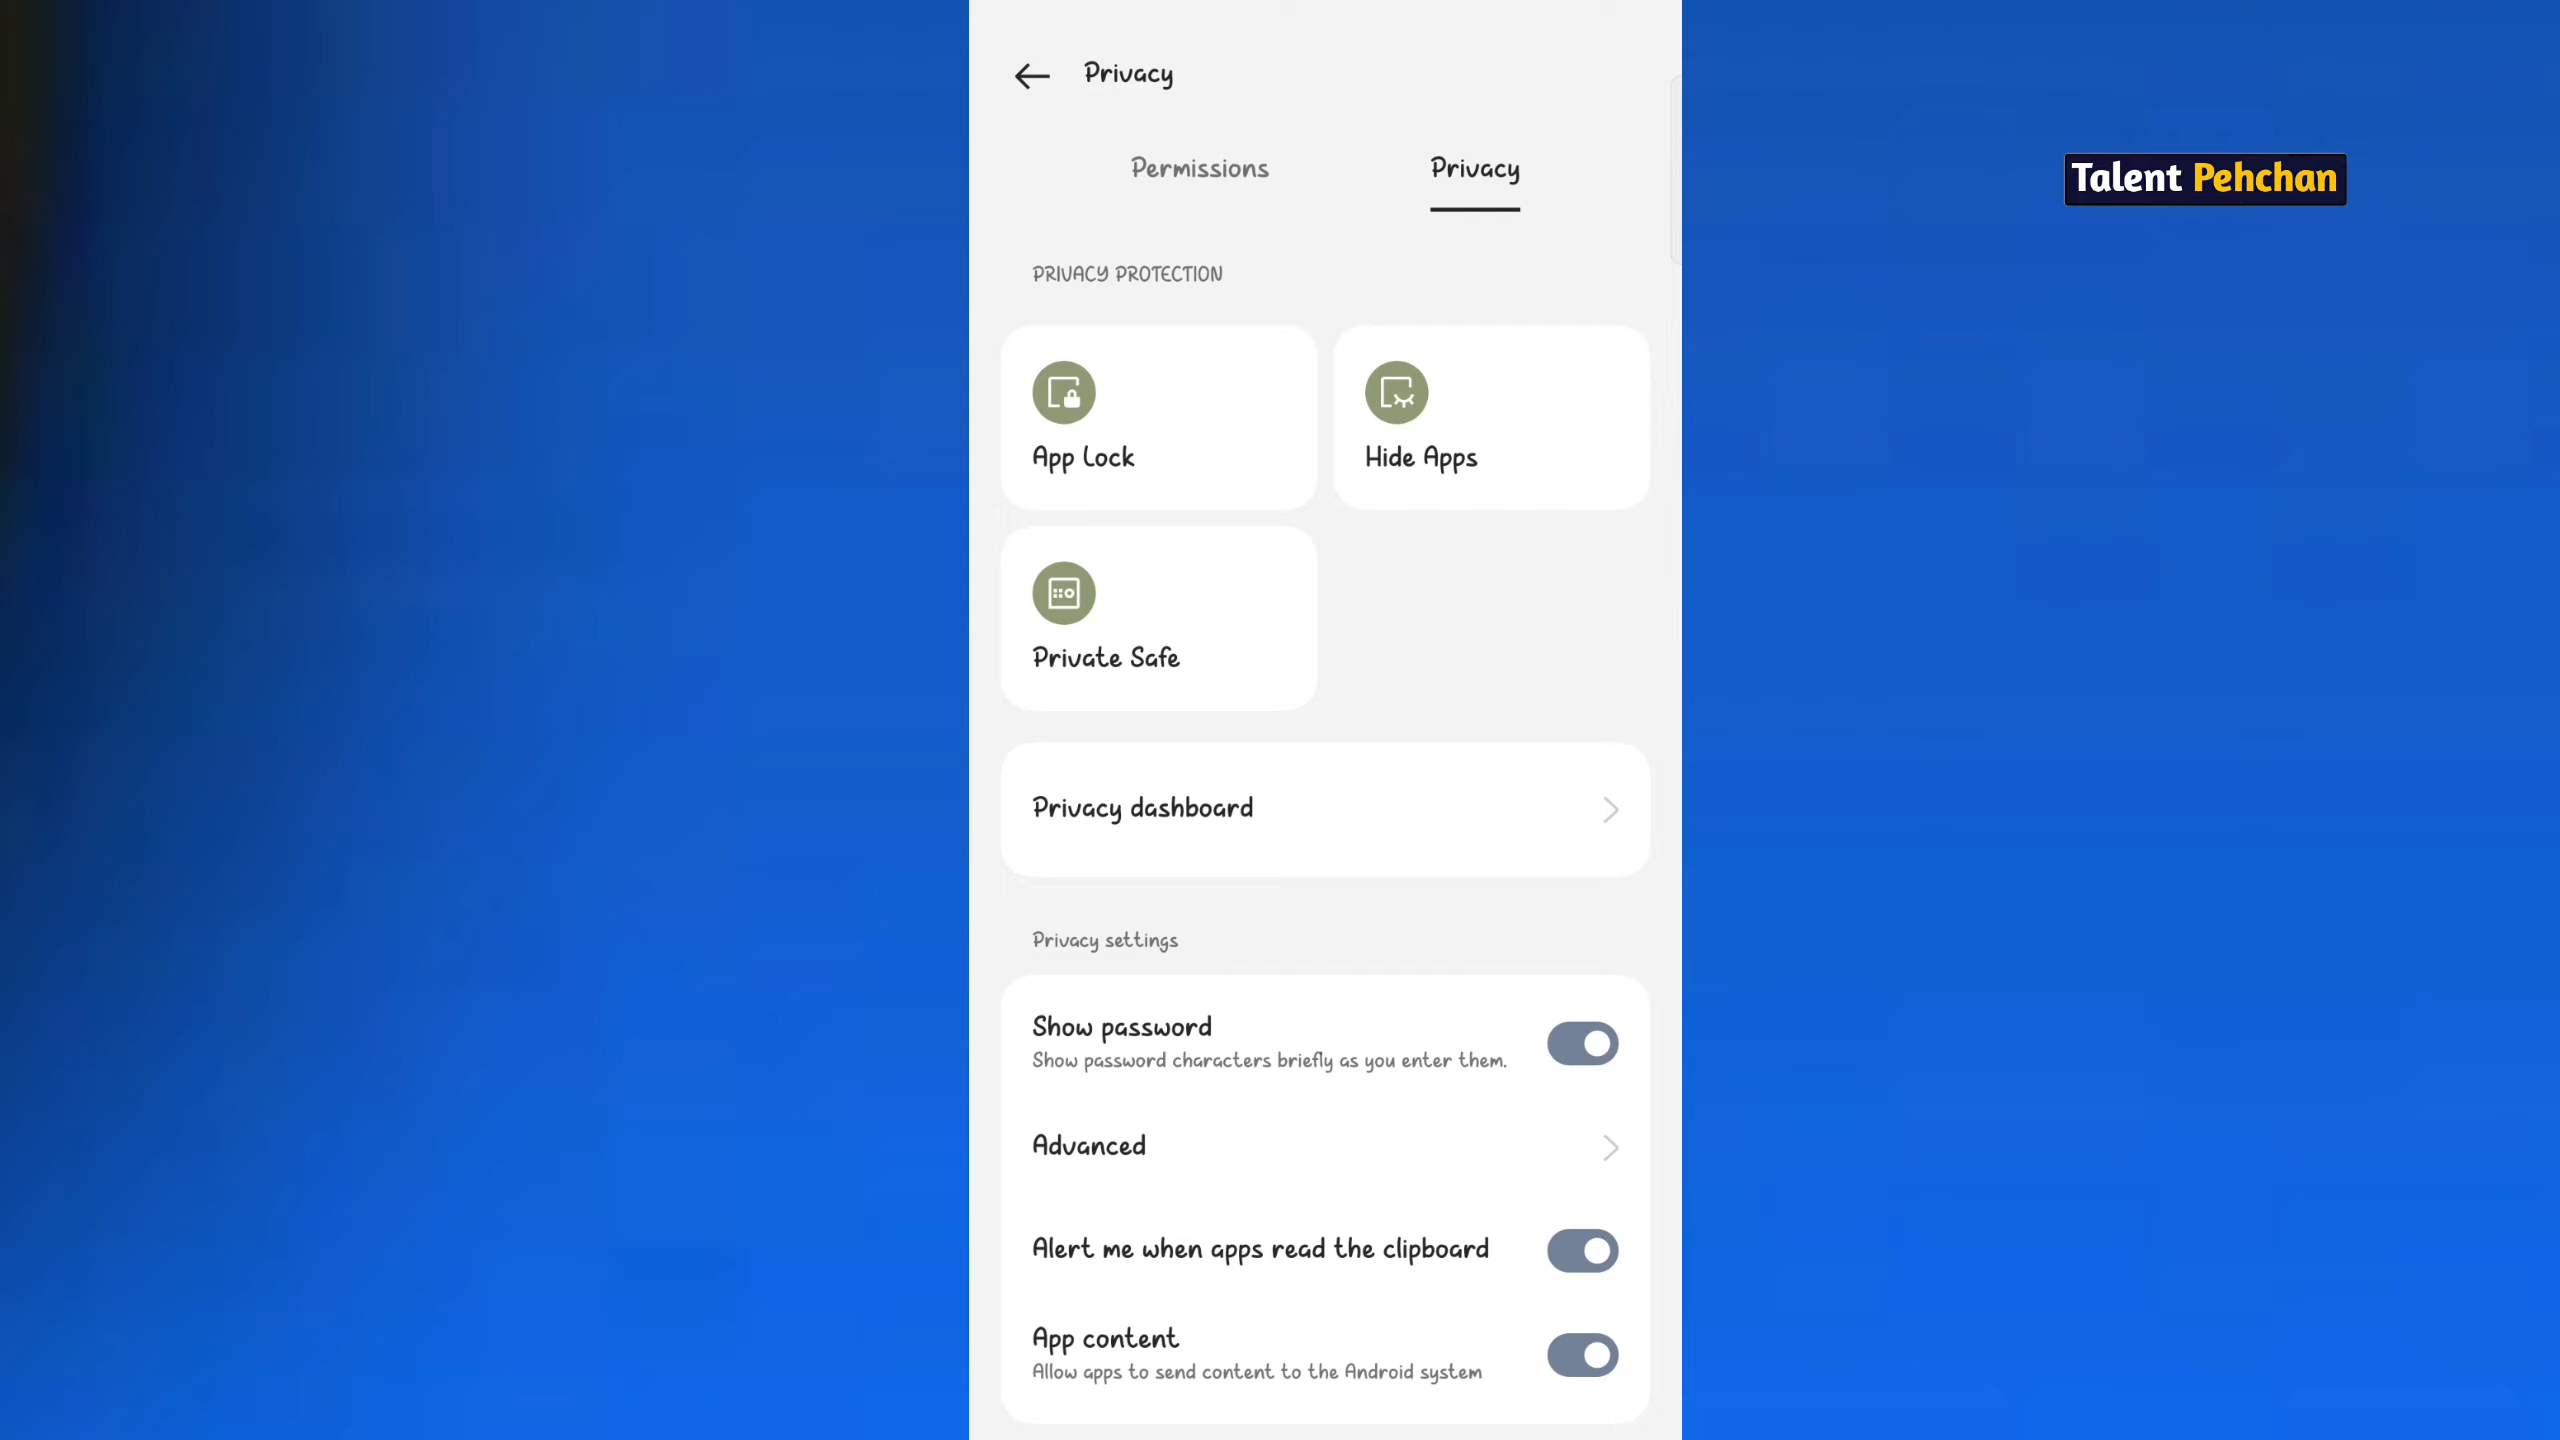 Privacy
Talent Pehchan
Permissions
Privacy
PRIVACY PROTECTION
App Lock
Hide Apps
Private Safe
Privacy dashboard
Privacy settings
Show password
Show password characters briefly as you enter them.
Advanced
Alert me when apps read the clipboard
App content
Allow apps to send content to the Android system